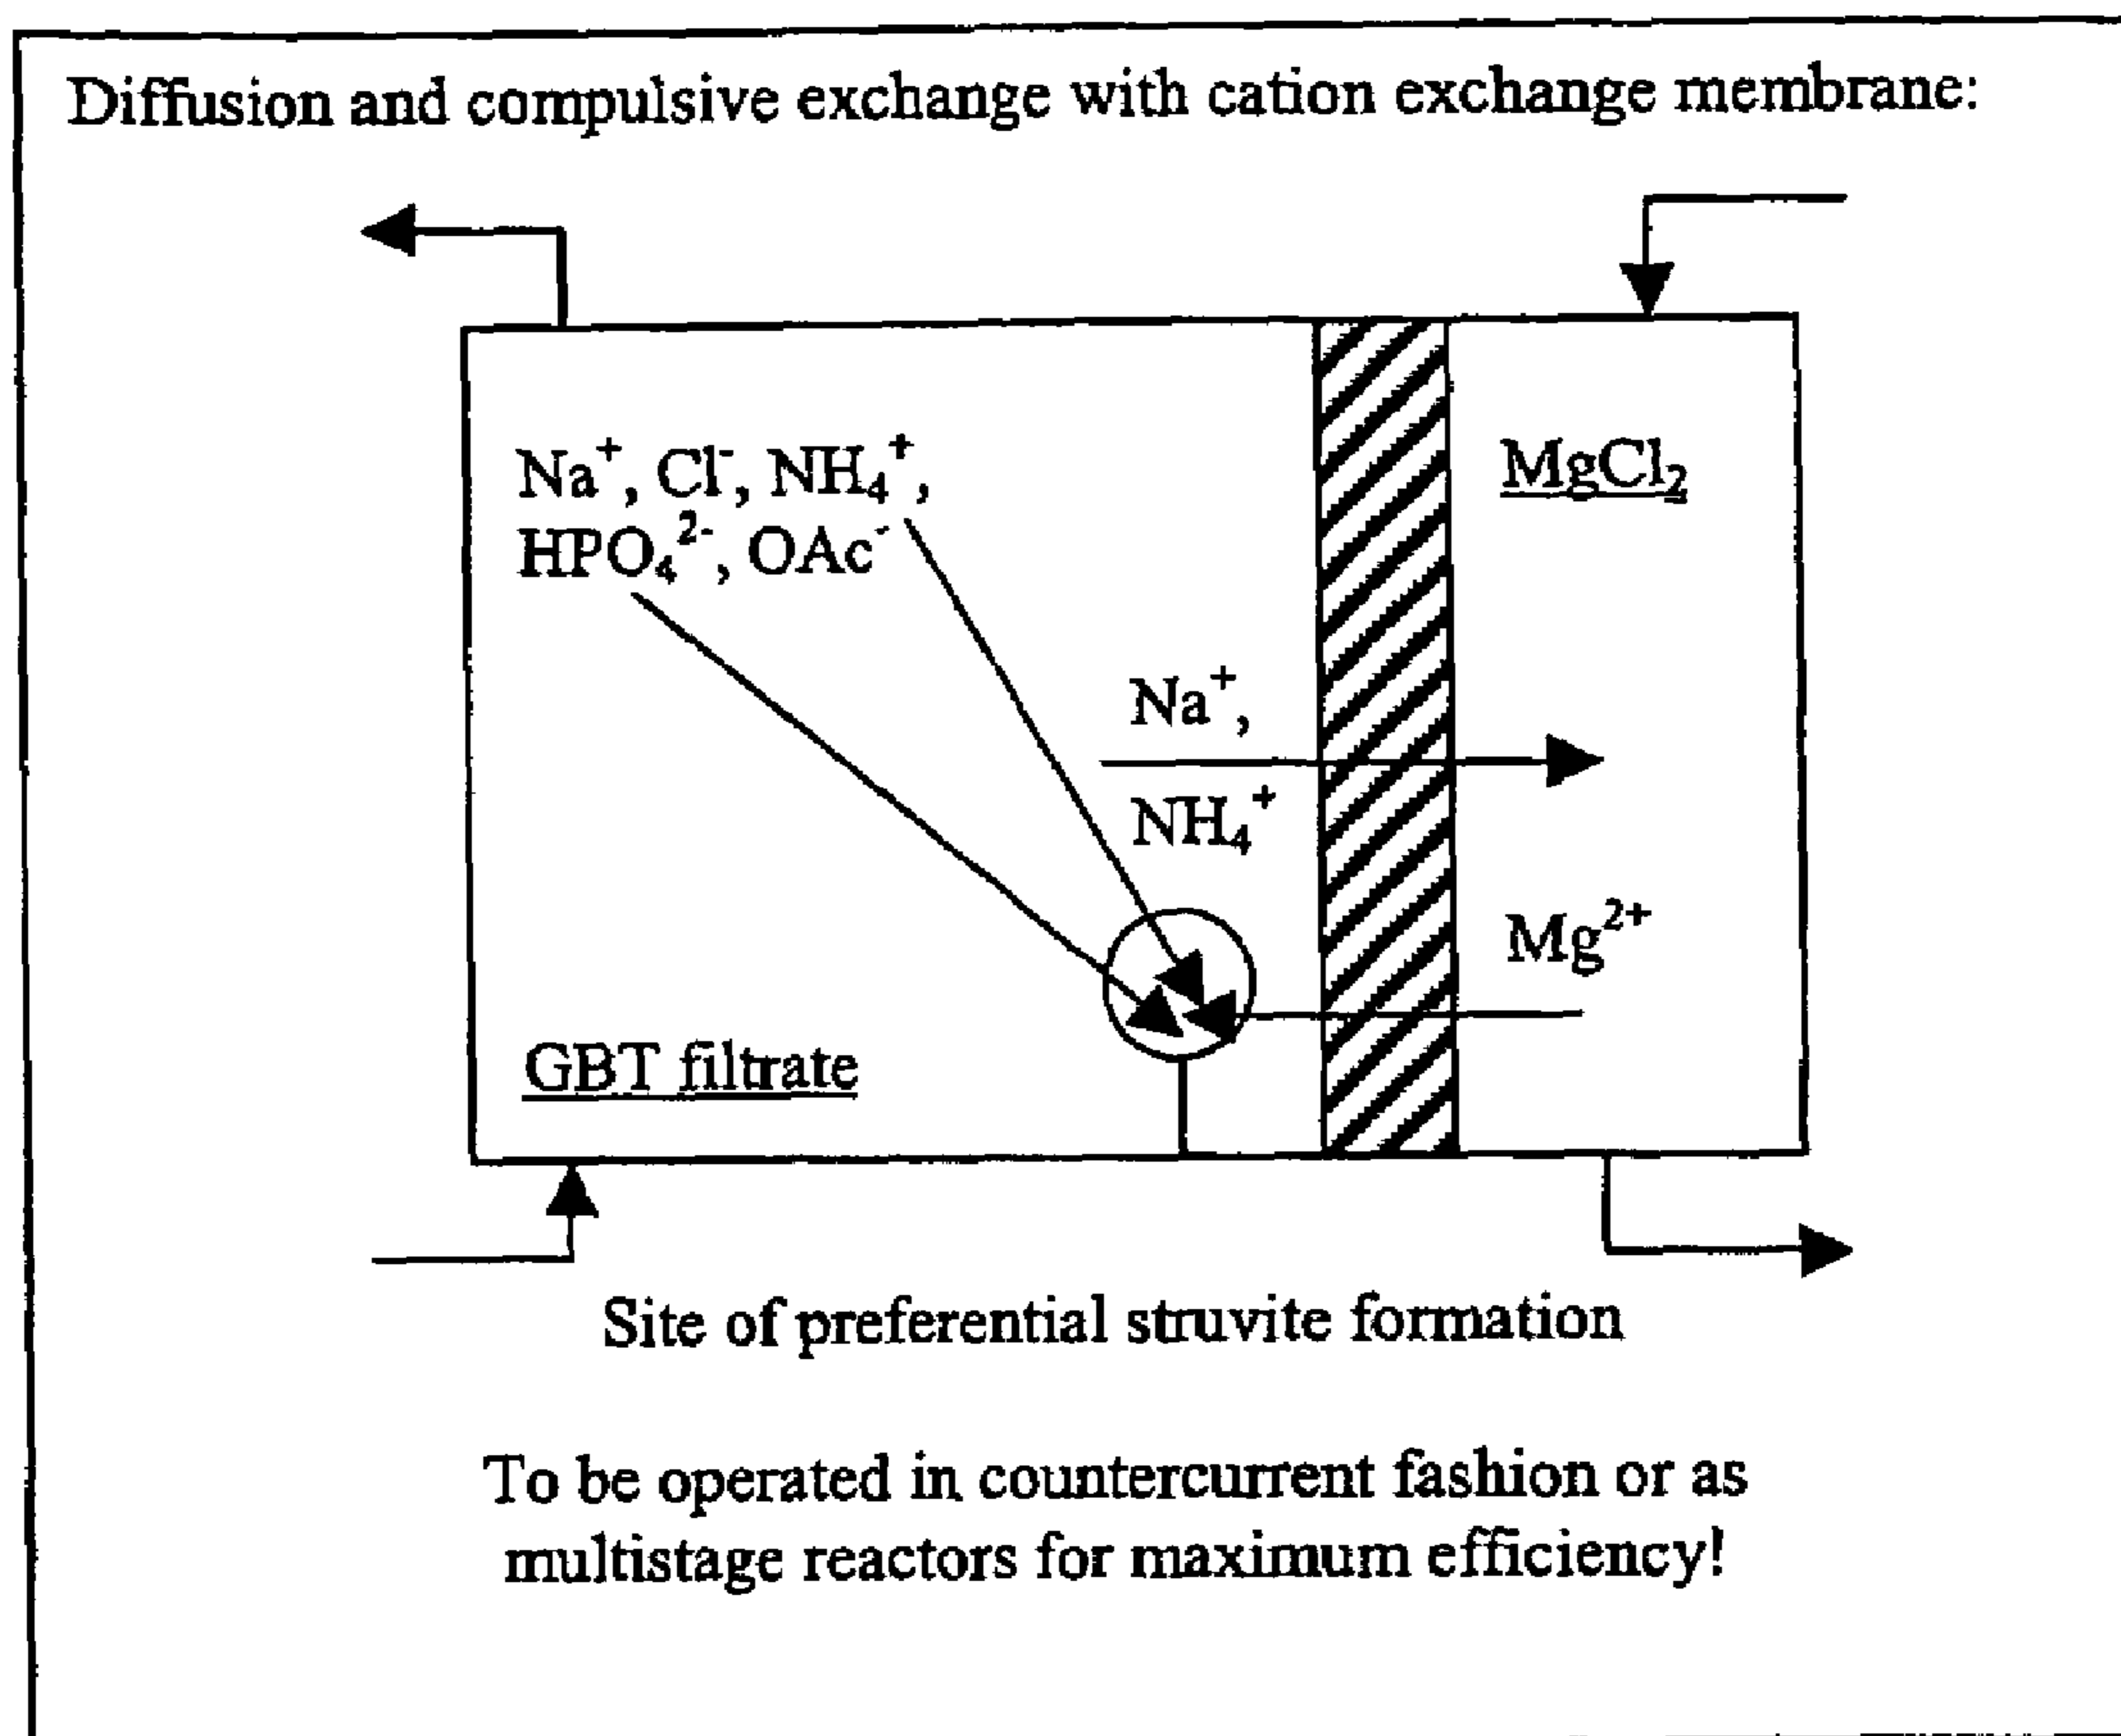 Diffusion and compulsive exchange with cation exchange membrane:
Na⁺, Cl⁻, NH₄⁺,
HPO₄²⁻, OAc⁻
MgCl₂
Na⁺,
NH₄⁺
Mg²⁺
GBT filtrate
Site of preferential struvite formation
To be operated in countercurrent fashion or as
multistage reactors for maximum efficiency!